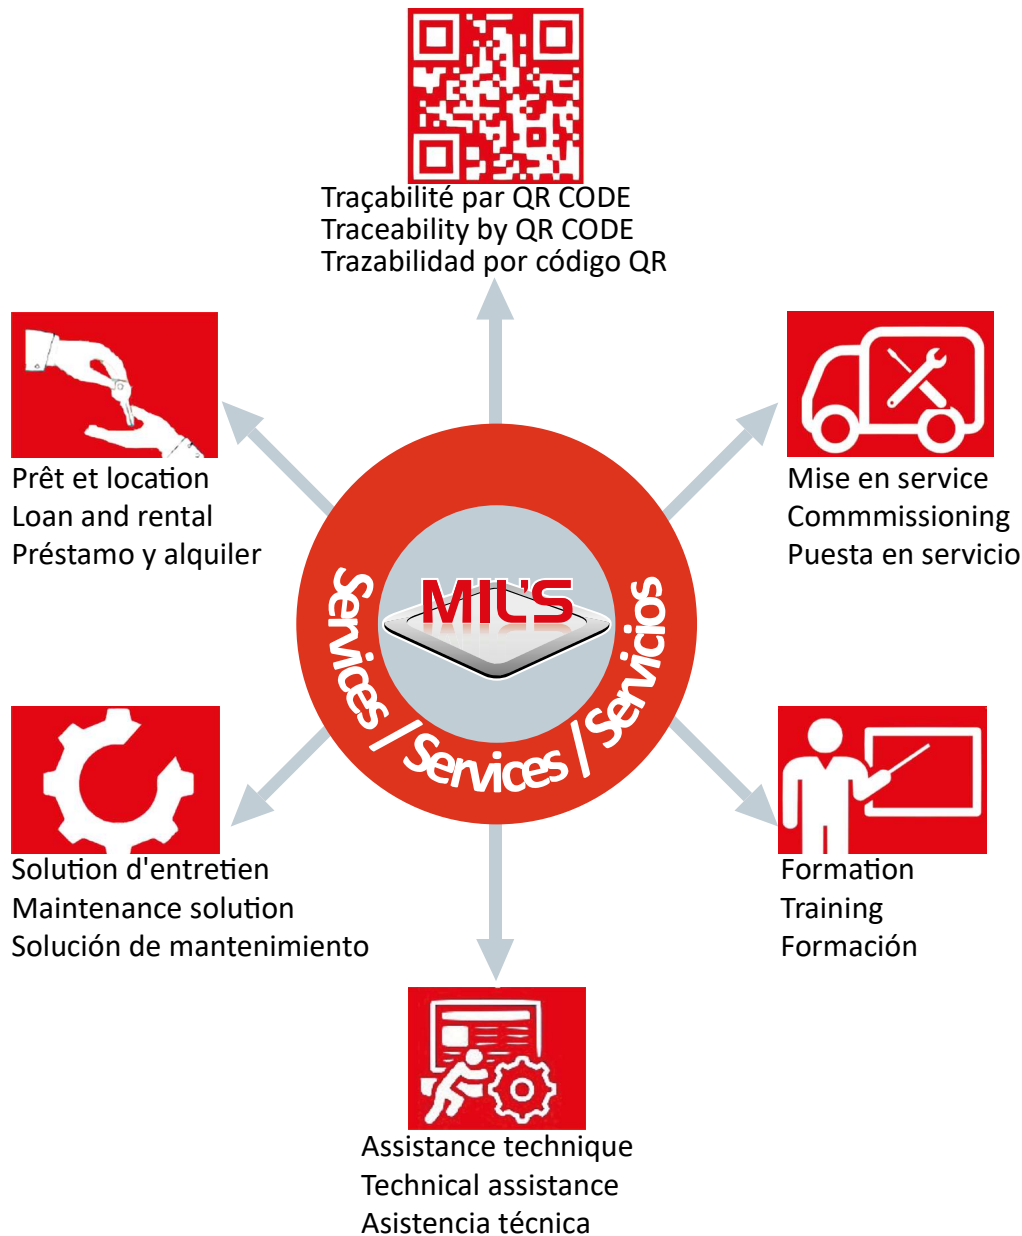 Traçabilité par QR CODE
Traceability by QR CODE
Trazabilidad por código QR
Prêt et location
Loan and rental
Préstamo y alquiler
Mise en service
Commmissioning
Puesta en servicio
MIL'S
Services / Services / Servicios
Solution d'entretien
Maintenance solution
Solución de mantenimiento
Formation
Training
Formación
Assistance technique
Technical assistance
Asistencia técnica